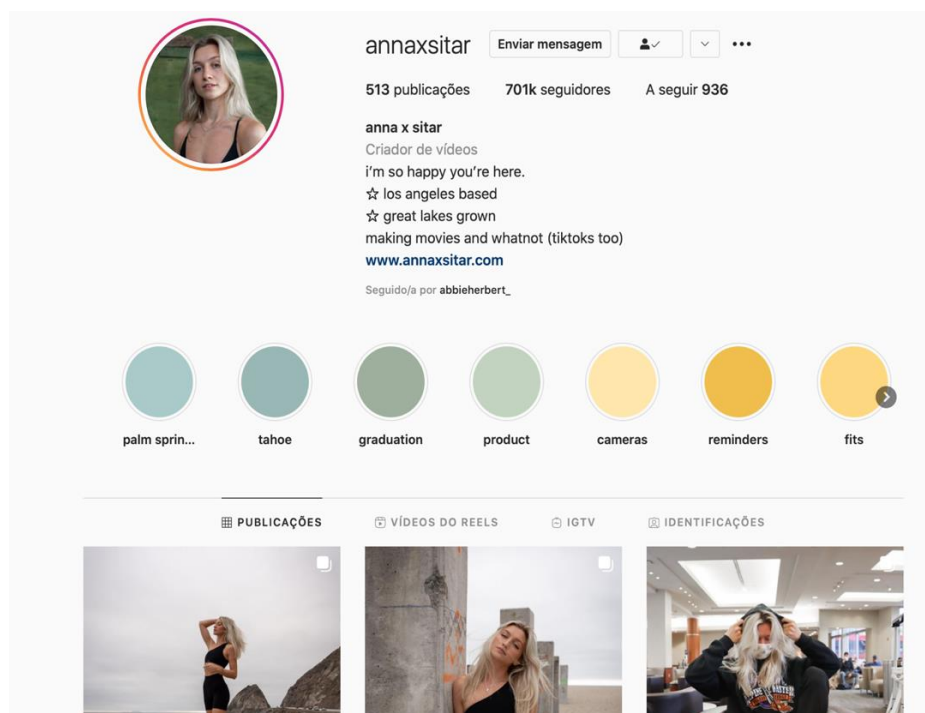 annaxsitar Enviar mensagem
513 publicações 701k seguidores A seguir 936
anna x sitar
Criador de vídeos
i'm so happy you're here.
☆ los angeles based
☆ great lakes grown
making movies and whatnot (tiktoks too)
www.annaxsitar.com
Seguido/a por abbieherbert_
palm sprin... tahoe graduation product cameras reminders fits
PUBLICAÇÕES VÍDEOS DO REELS IGTV IDENTIFICAÇÕES